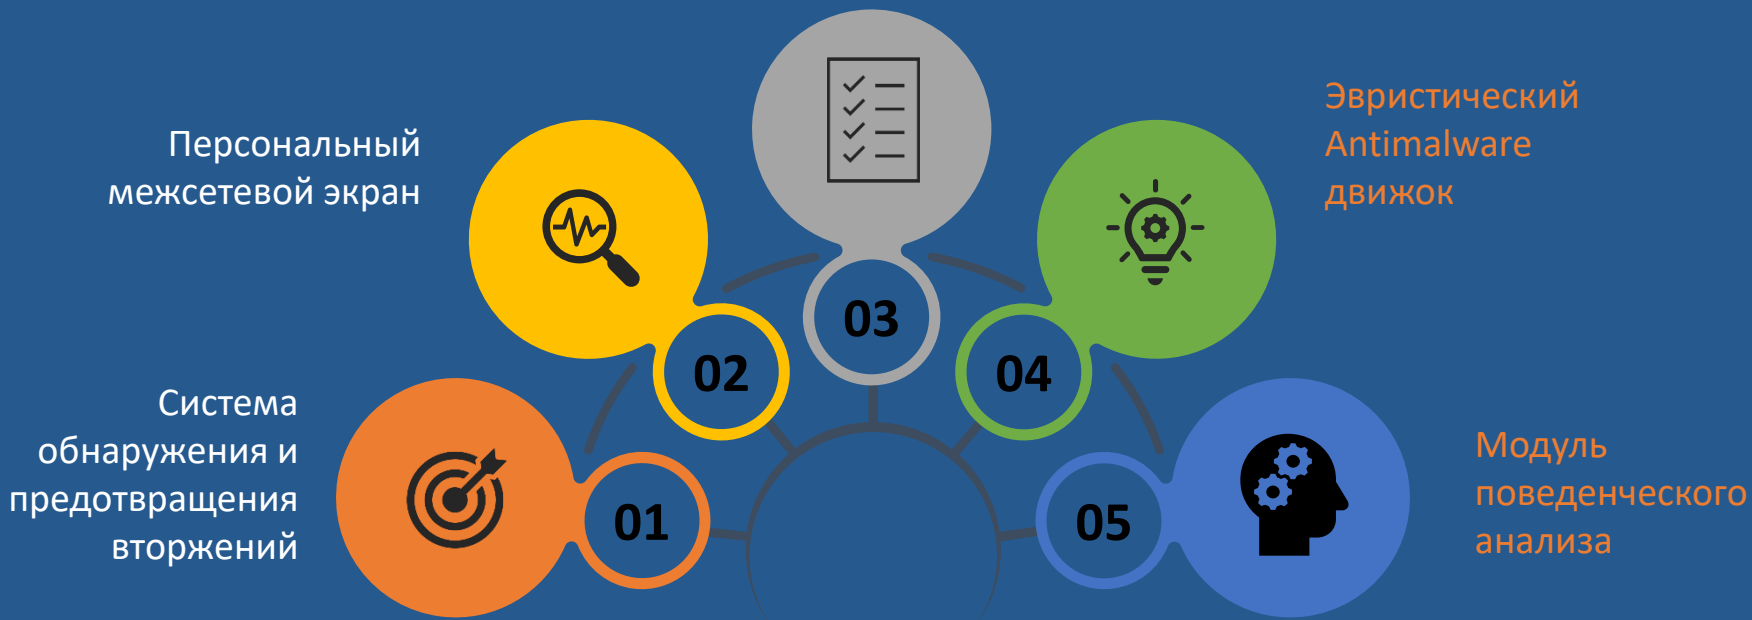 Персональный
межсетевой экран
Система
обнаружения и
предотвращения
вторжений
01
02
03
04
05
Эвристический
Antimalware
движок
Модуль
поведенческого
анализа